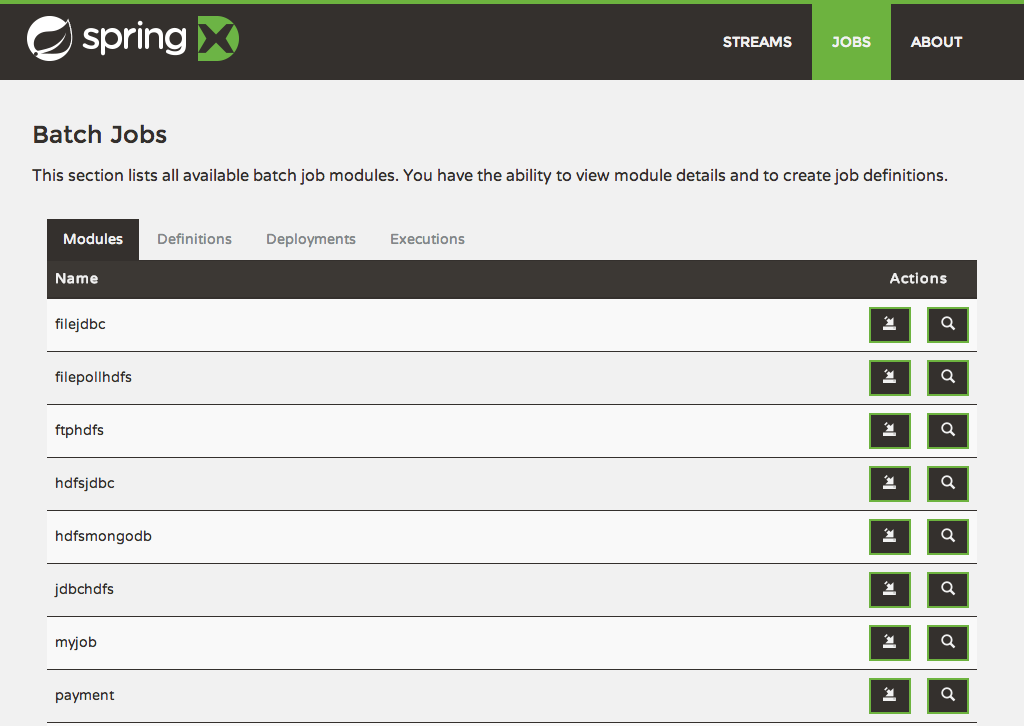 spring
STREAMS JOBS ABOUT
Batch Jobs
This section lists all available batch job modules. You have the ability to view module details and to create job definitions.
Modules Definitions Deployments Executions
Name Actions
filejdbc
filepollhdfs
ftphdfs
hdfsjdbc
hdfsmongodb
jdbchdfs
myjob
payment